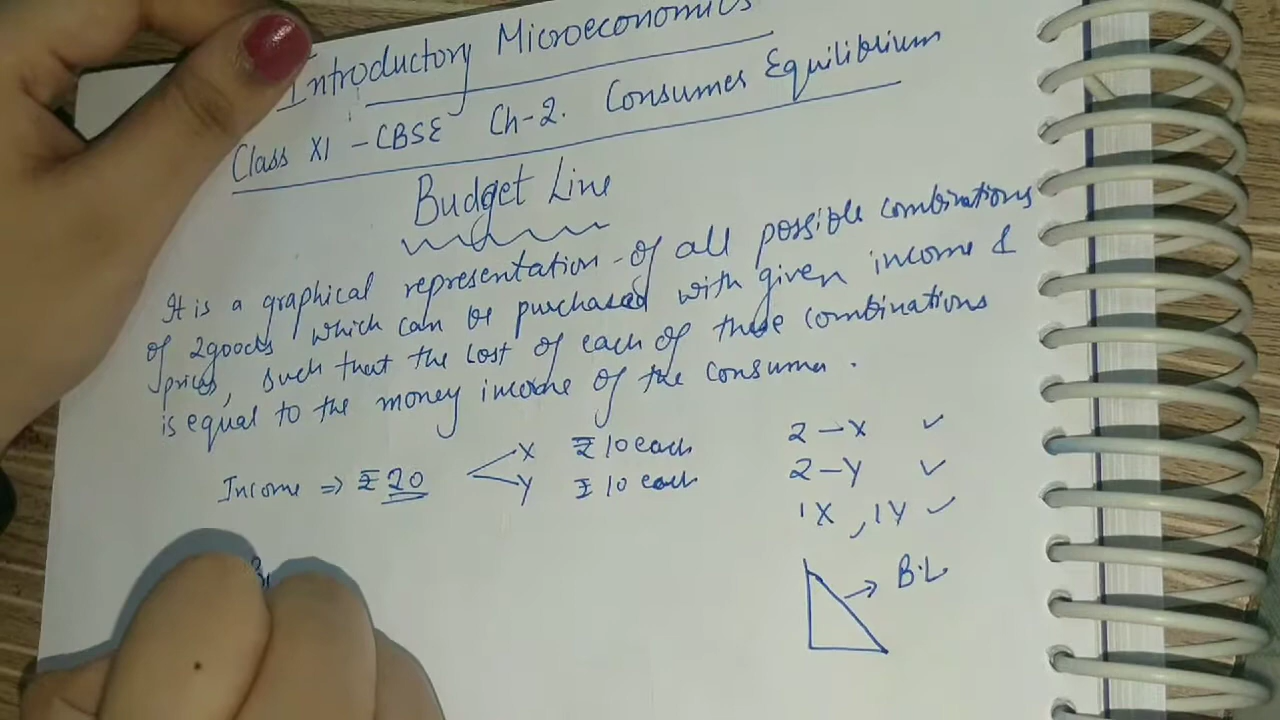 Introductory Microeconomics
Class XI - CBSE Ch-2. Consumer Equilibrium
Budget Line
It is a graphical representation of all possible combinations
of 2goods which can be purchased with given income &
prices, such that the cost of each of these combinations
is equal to the money income of the consumer.
Income => ₹20
X ₹10 each
Y ₹10 each
2-X ✓
2-Y ✓
1X, 1Y ✓
B.L